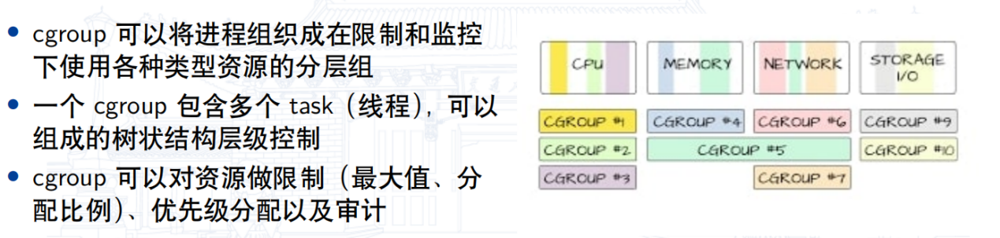 cgroup 可以将进程组织成在限制和监控
下使用各种类型资源的分层组
一个 cgroup 包含多个 task（线程），可以
组成的树状结构层级控制
cgroup 可以对资源做限制（最大值、分
配比例）、优先级分配以及审计
CPU
MEMORY
NETWORK
STORAGE
I/O
CGROUP #1
CGROUP #4
CGROUP #6
CGROUP #9
CGROUP #2
CGROUP #5
CGROUP #10
CGROUP #3
CGROUP #7